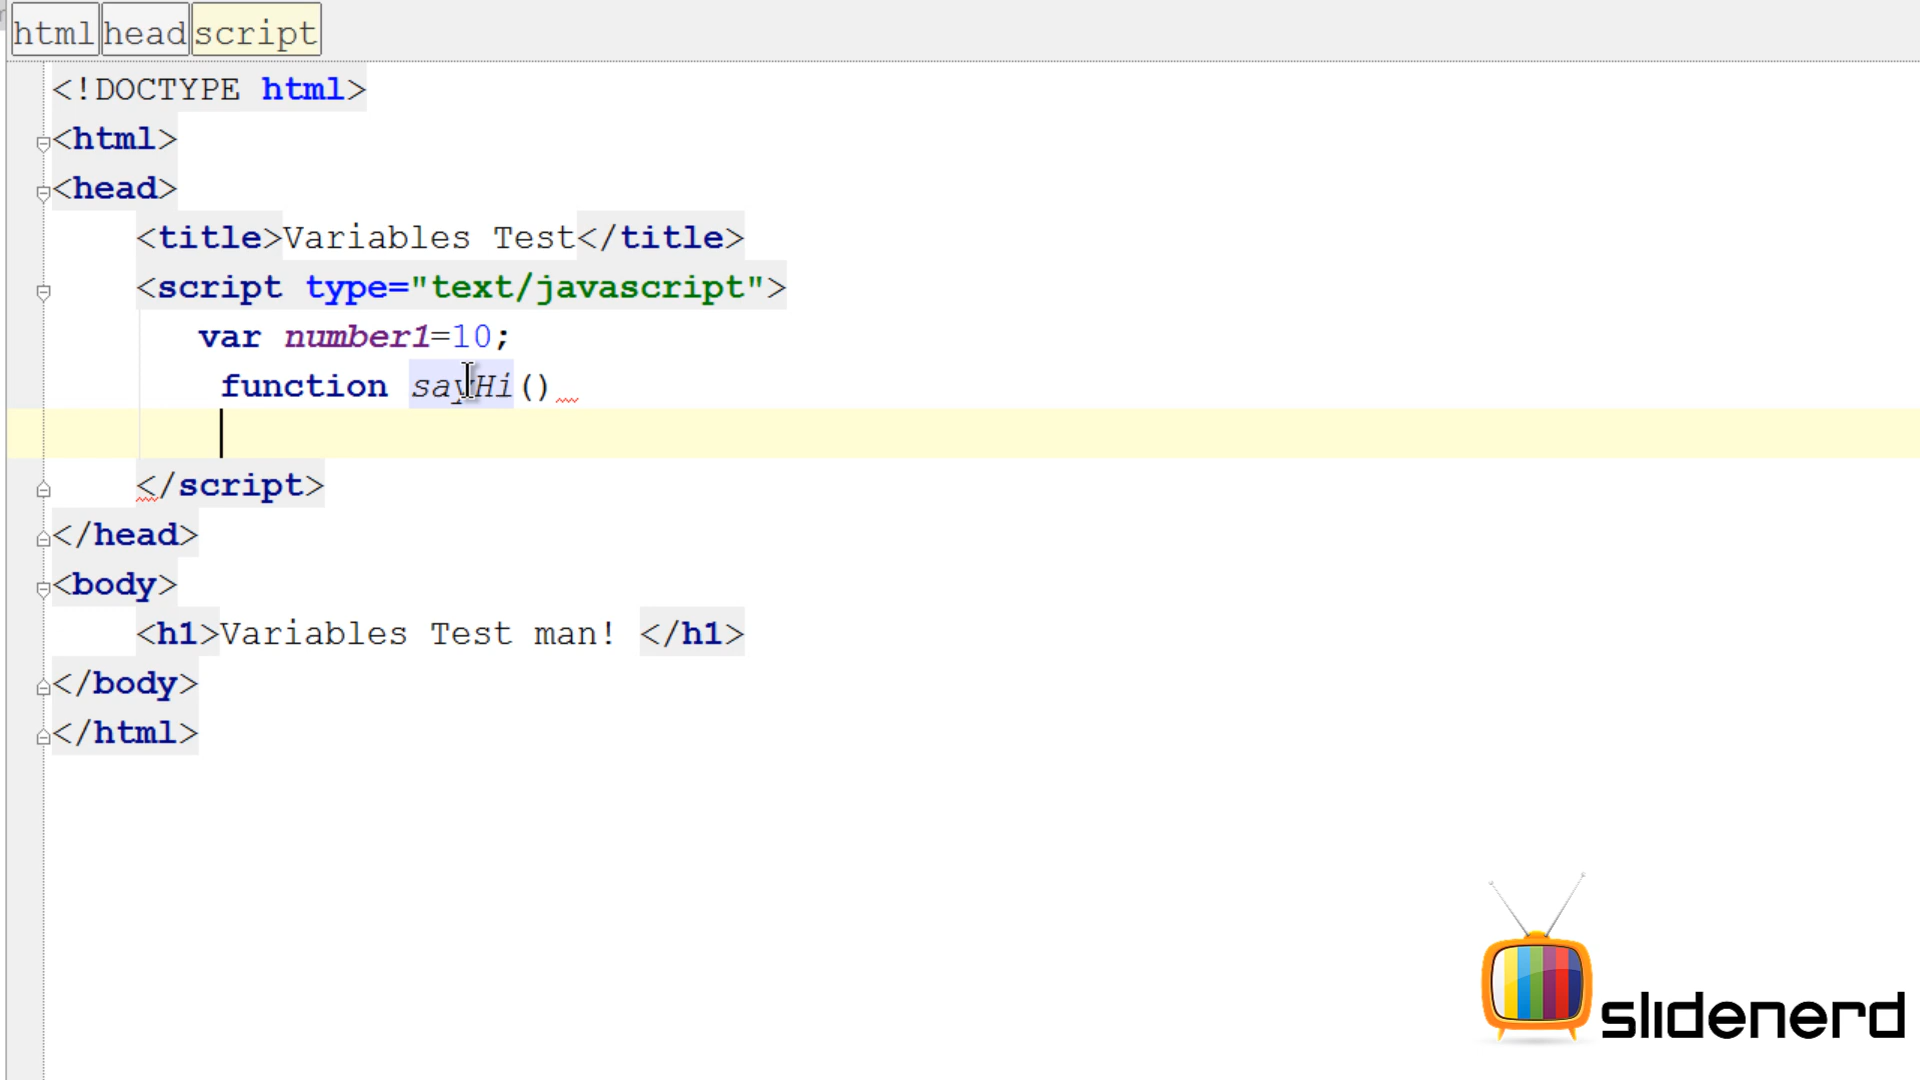 html head script
<!DOCTYPE html>
<html>
<head>
<title>Variables Test</title>
<script type="text/javascript">
var number1=10;
function sayHi()
</script>
</head>
<body>
<h1>Variables Test man! </h1>
</body>
</html>
slidenerd